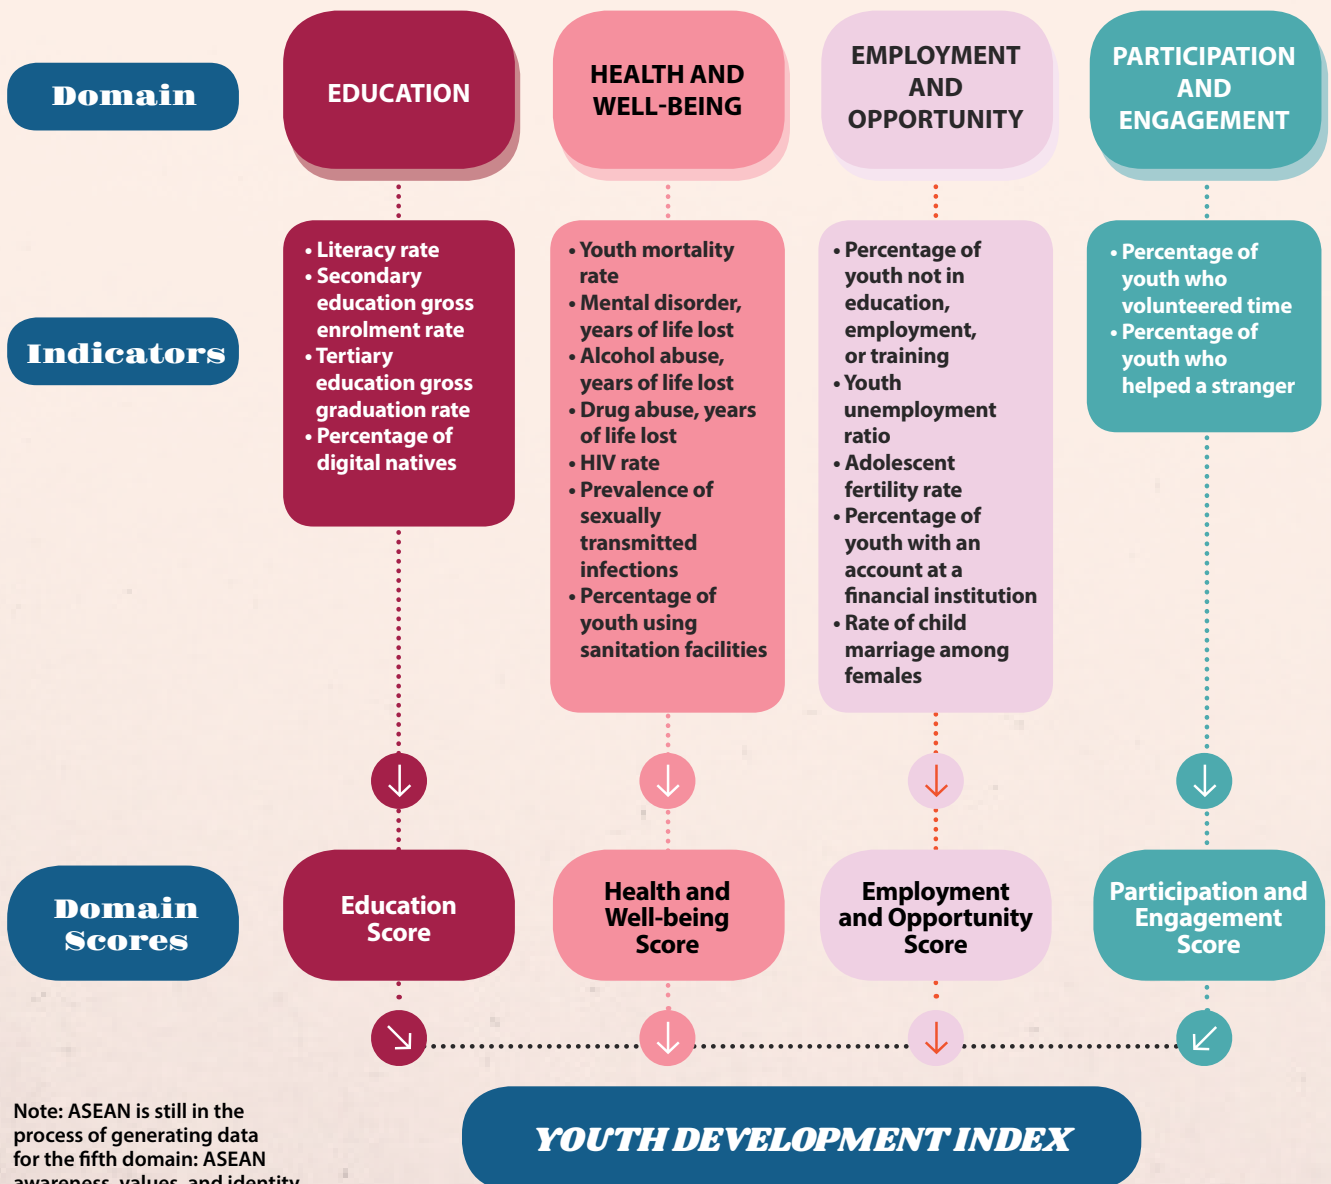 Domain
EDUCATION
HEALTH AND
WELL-BEING
EMPLOYMENT
AND
OPPORTUNITY
PARTICIPATION
AND
ENGAGEMENT
Indicators
• Literacy rate
• Secondary
education gross
enrolment rate
• Tertiary
education gross
graduation rate
• Percentage of
digital natives
• Youth mortality
rate
• Mental disorder,
years of life lost
• Alcohol abuse,
years of life lost
• Drug abuse, years
of life lost
• HIV rate
• Prevalence of
sexually
transmitted
infections
• Percentage of
youth using
sanitation facilities
• Percentage of
youth not in
education,
employment,
or training
• Youth
unemployment
ratio
• Adolescent
fertility rate
• Percentage of
youth with an
account at a
financial institution
• Rate of child
marriage among
females
• Percentage of
youth who
volunteered time
• Percentage of
youth who
helped a stranger
Domain
Scores
Education
Score
Health and
Well-being
Score
Employment
and Opportunity
Score
Participation and
Engagement
Score
YOUTH DEVELOPMENT INDEX
Note: ASEAN is still in the
process of generating data
for the fifth domain: ASEAN
awareness, values, and identity